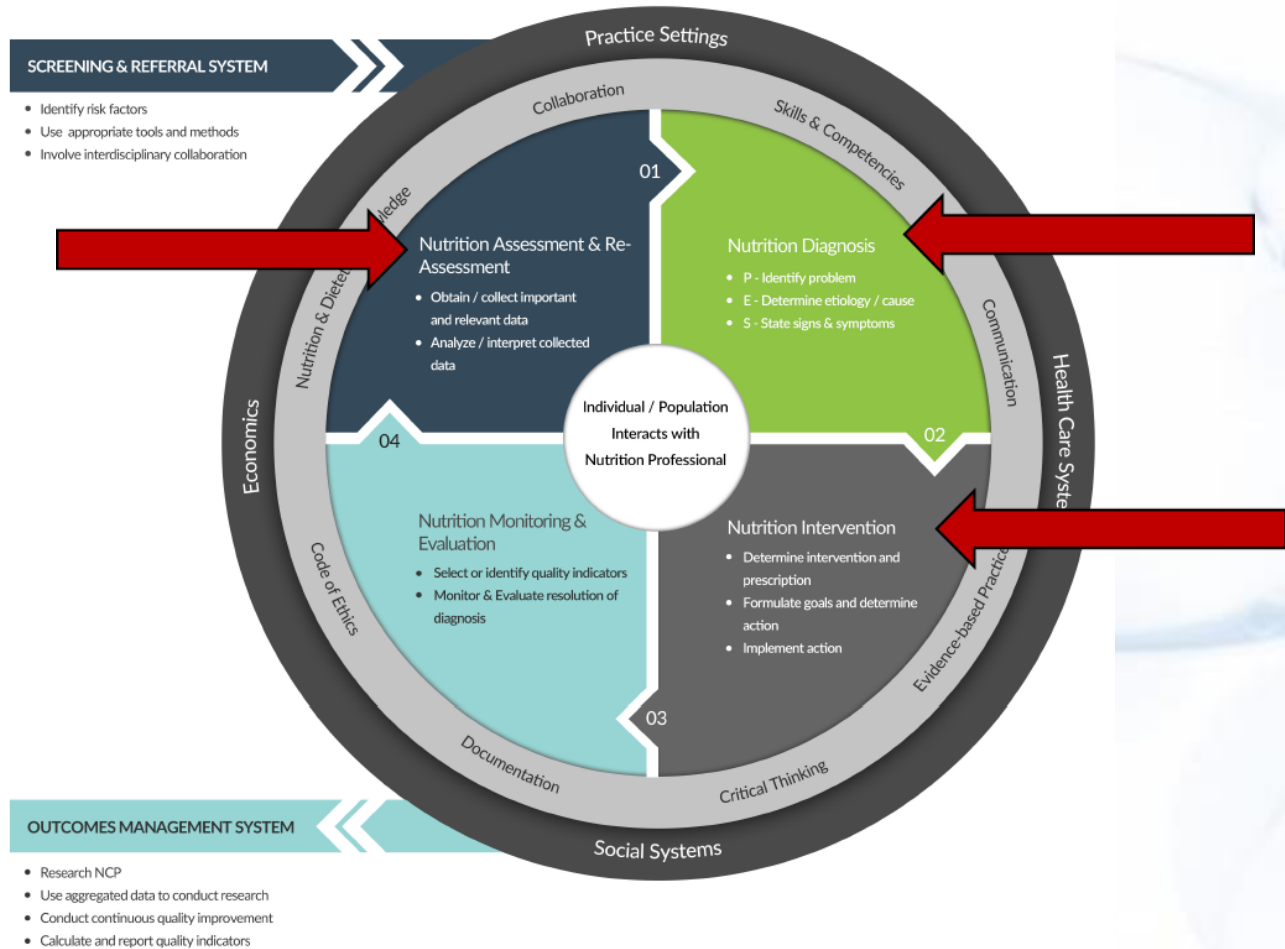 Practice Settings
SCREENING & REFERRAL SYSTEM
• Identify risk factors
• Use appropriate tools and methods
• Involve interdisciplinary collaboration
Collaboration
Skills & Competencies
01
Nutrition Assessment & Re-
Assessment
• Obtain / collect important
and relevant data
• Analyze / interpret collected
data
Nutrition Diagnosis
• P - Identify problem
• E - Determine etiology / cause
• S - State signs & symptoms
Nutrition &
Communication
Health Care
Economics
Individual / Population
Interacts with
Nutrition Professional
04
02
Nutrition Monitoring &
Evaluation
• Select or identify quality indicators
• Monitor & Evaluate resolution of
diagnosis
Nutrition Intervention
• Determine intervention and
prescription
• Formulate goals and determine
action
• Implement action
Code of Ethics
Evidence-based Practice
03
Documentation
Critical Thinking
Social Systems
OUTCOMES MANAGEMENT SYSTEM
• Research NCP
• Use aggregated data to conduct research
• Conduct continuous quality improvement
• Calculate and report quality indicators